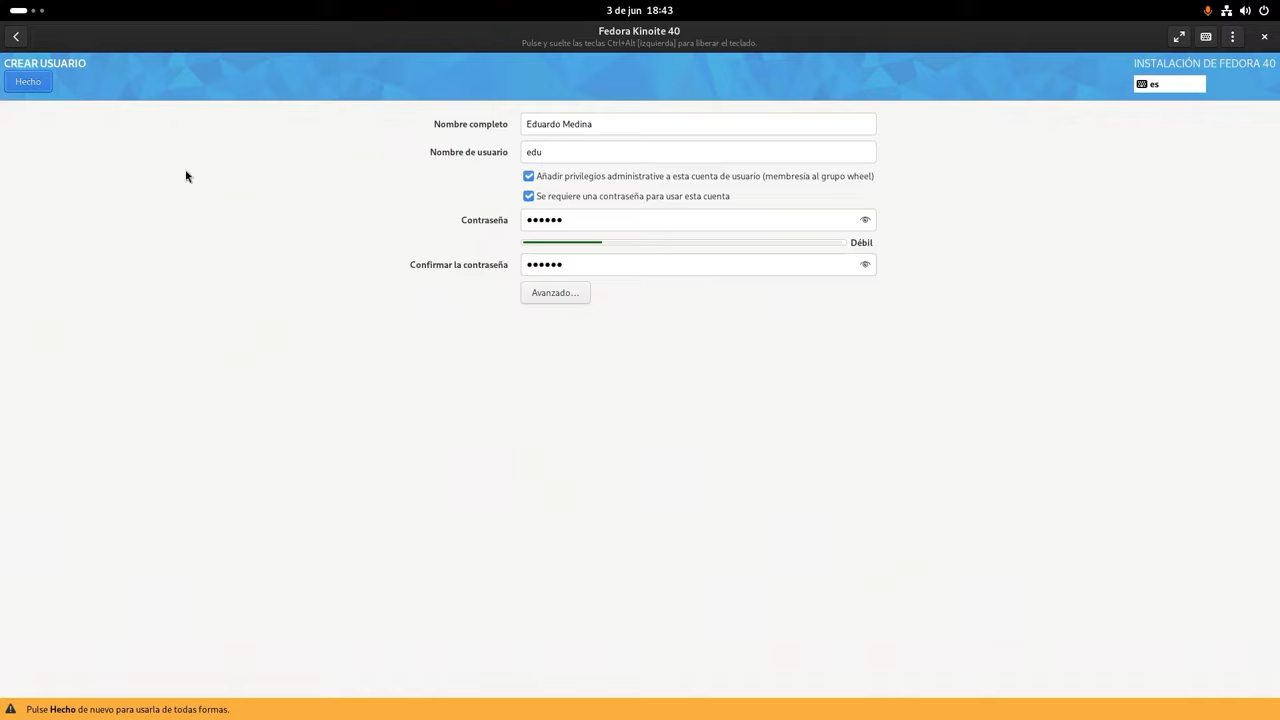 3 de jun 18:43
Fedora Kinoite 40
Pulse y suelte las teclas Ctrl+Alt [izquierda] para liberar el teclado.
CREAR USUARIO
INSTALACIÓN DE FEDORA 40
Hecho
es
Nombre completo
Eduardo Medina
Nombre de usuario
edu
Añadir privilegios administrative a esta cuenta de usuario (membresía al grupo wheel)
Se requiere una contraseña para usar esta cuenta
Contraseña
●●●●●●
Débil
Confirmar la contraseña
●●●●●●
Avanzado...
Pulse Hecho de nuevo para usarla de todas formas.